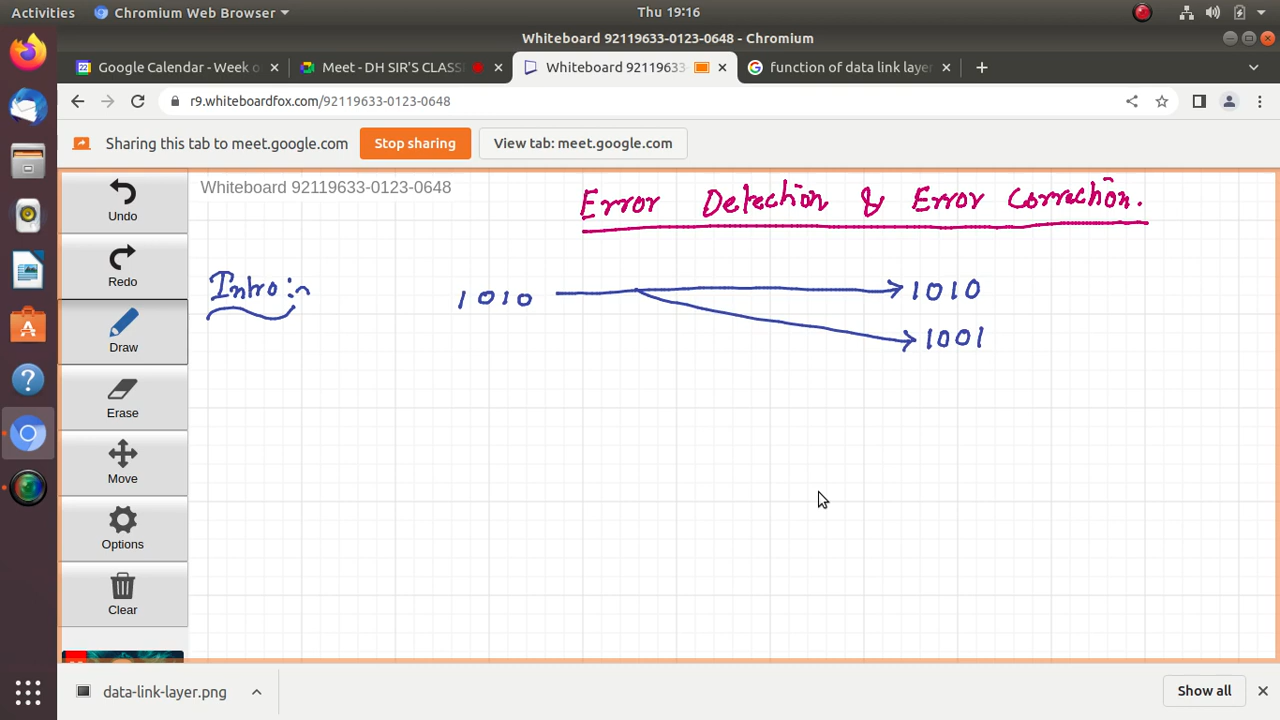 Activities Chromium Web Browser Thu 19:16
Whiteboard 92119633-0123-0648 - Chromium
Google Calendar - Week o Meet - DH SIR'S CLASS Whiteboard 92119633 function of data link layer
r9.whiteboardfox.com/92119633-0123-0648
Sharing this tab to meet.google.com Stop sharing View tab: meet.google.com
Whiteboard 92119633-0123-0648
Error Detection & Error Correction.
Undo
Redo
Draw
Erase
Move
Options
Clear
Intro :~ 1010 1010
1001
data-link-layer.png Show all